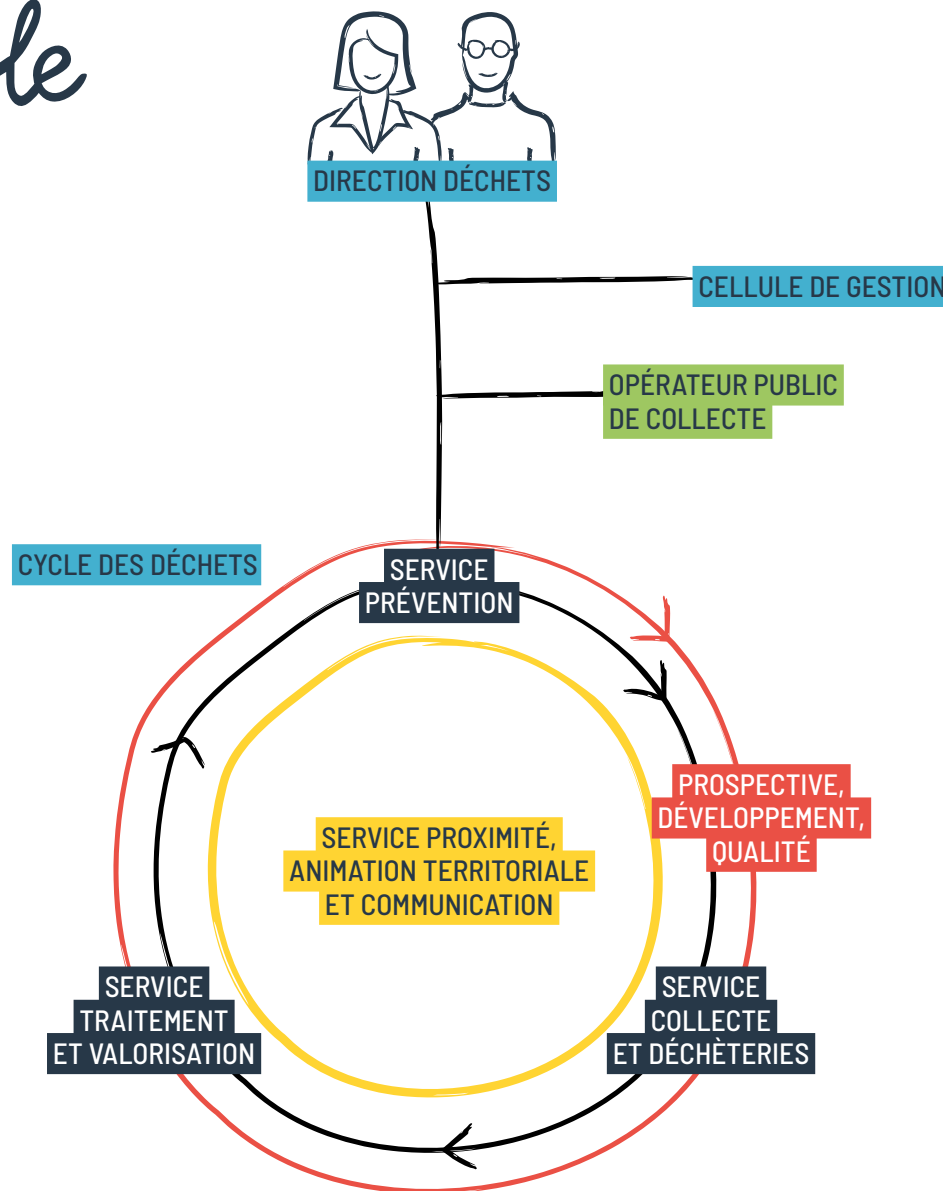 le
DIRECTION DÉCHETS
CELLULE DE GESTION
OPÉRATEUR PUBLIC
DE COLLECTE
CYCLE DES DÉCHETS
SERVICE
PRÉVENTION
PROSPECTIVE,
DÉVELOPPEMENT,
QUALITÉ
SERVICE PROXIMITÉ,
ANIMATION TERRITORIALE
ET COMMUNICATION
SERVICE
TRAITEMENT
ET VALORISATION
SERVICE
COLLECTE
ET DÉCHÈTERIES